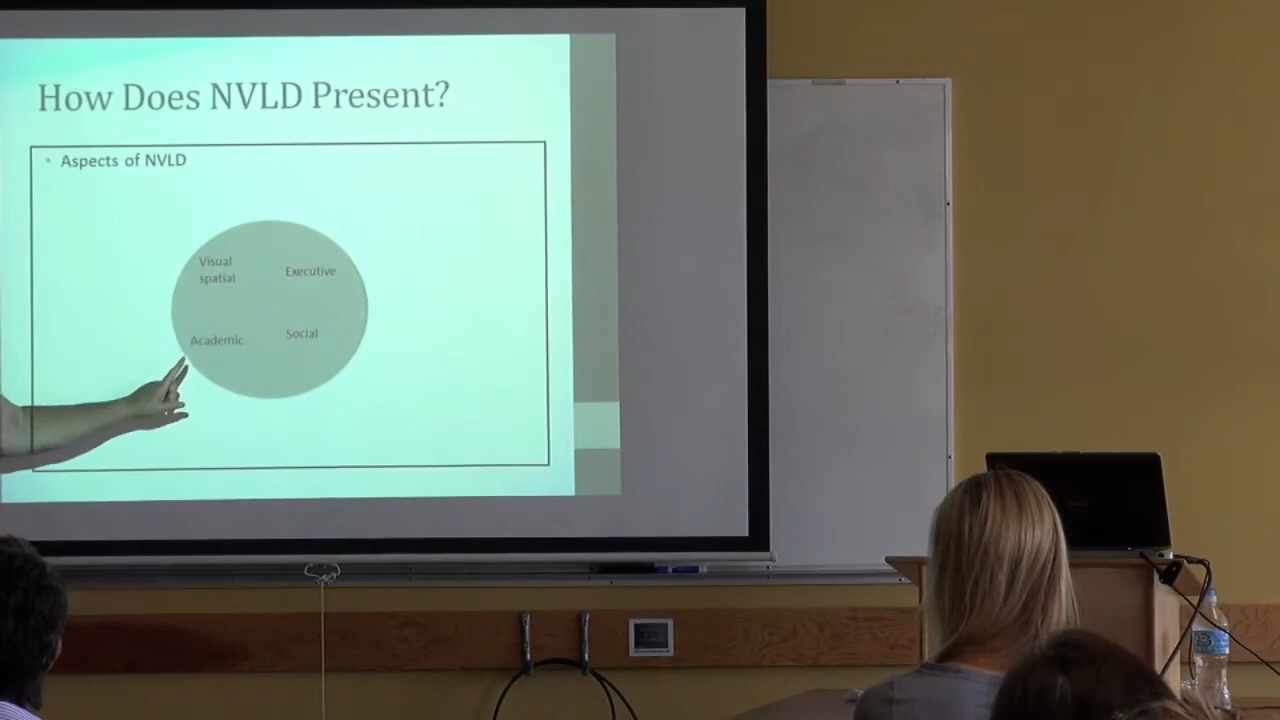 How Does NVLD Present?
• Aspects of NVLD
Visual
spatial
Executive
Academic
Social